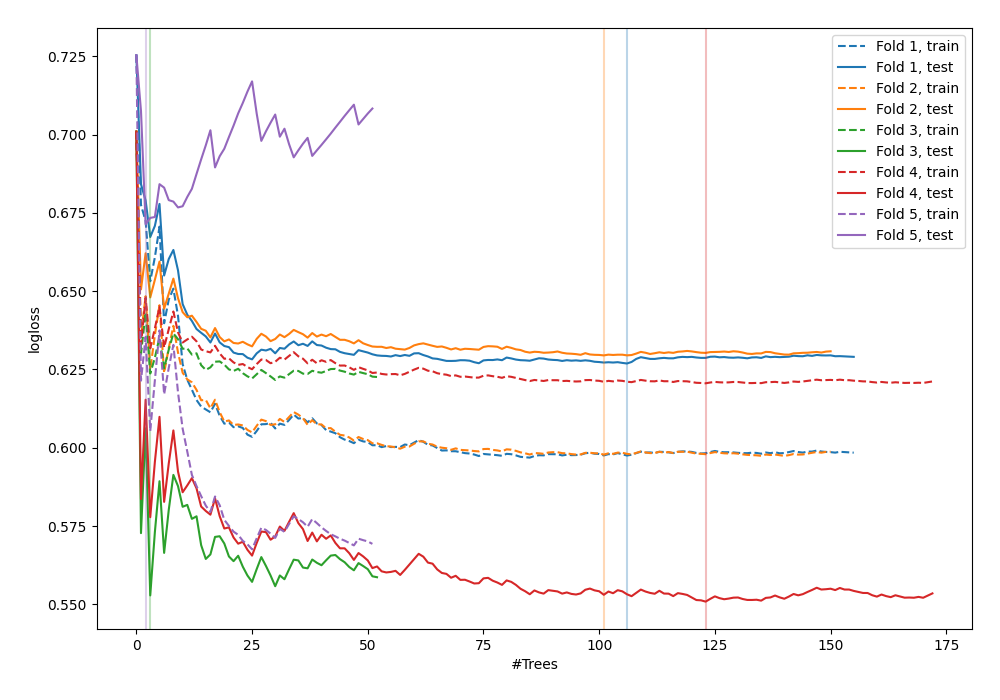 0.725
0.700
0.675
0.650
0.625
0.600
0.575
0.550
logloss
0
25
50
75
100
125
150
175
#Trees
Fold 1, train
Fold 1, test
Fold 2, train
Fold 2, test
Fold 3, train
Fold 3, test
Fold 4, train
Fold 4, test
Fold 5, train
Fold 5, test